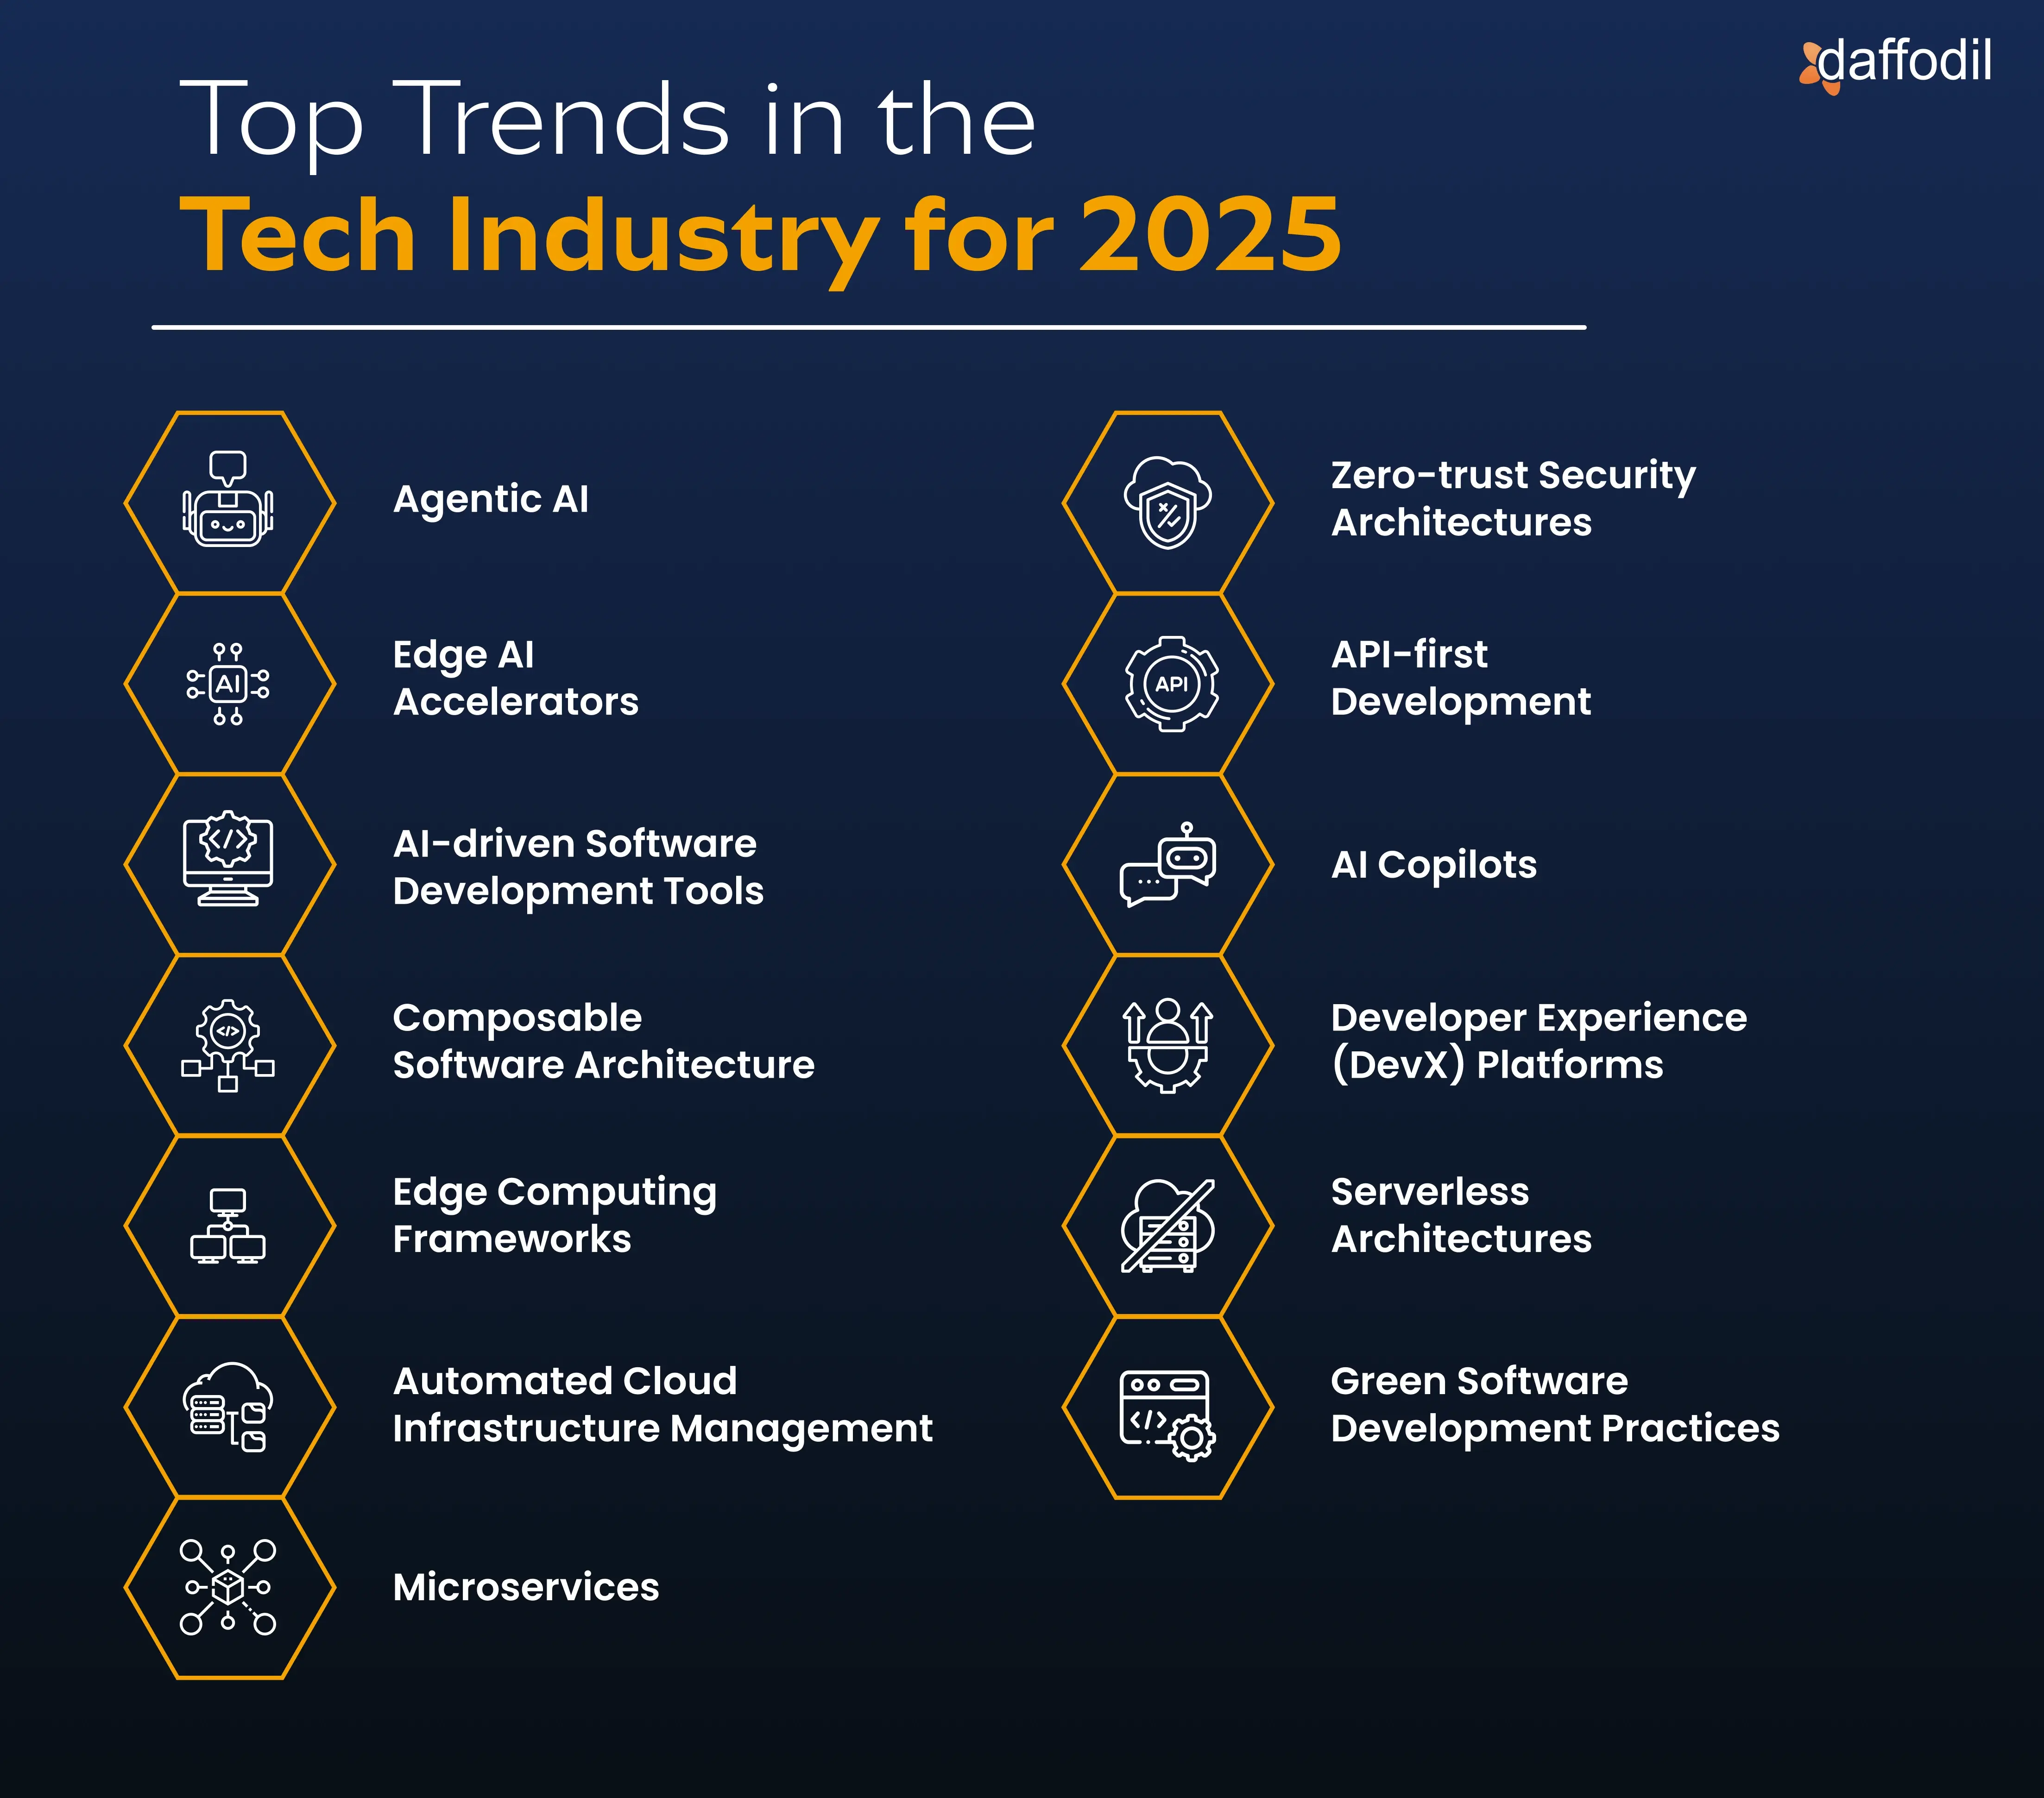 daffodil
Top Trends in the
Tech Industry for 2025
Agentic AI
Edge AI
Accelerators
AI
AI-driven Software
Development Tools
</>
Composable
Software Architecture
</>
Edge Computing
Frameworks
Automated Cloud
Infrastructure Management
Microservices
Zero-trust Security
Architectures
API-first
Development
API
AI Copilots
Developer Experience
(DevX) Platforms
Serverless
Architectures
Green Software
Development Practices
</>